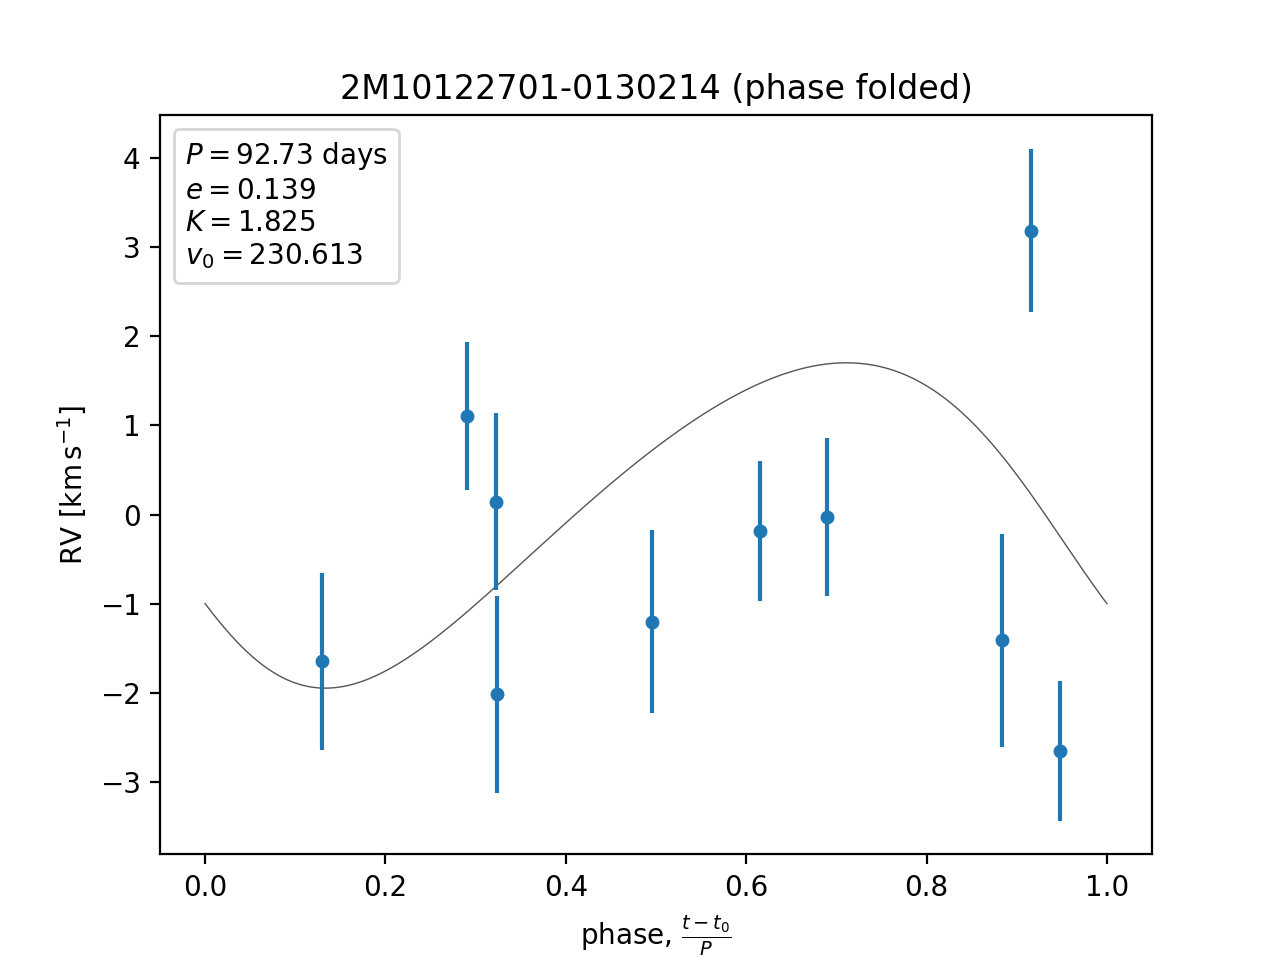 2M10122701-0130214 (phase folded)
P = 92.73 days
e = 0.139
K = 1.825
v₀ = 230.613
4
3
2
1
0
−1
−2
−3
RV [km s⁻¹]
0.0 0.2 0.4 0.6 0.8 1.0
phase, (t − t₀)/P